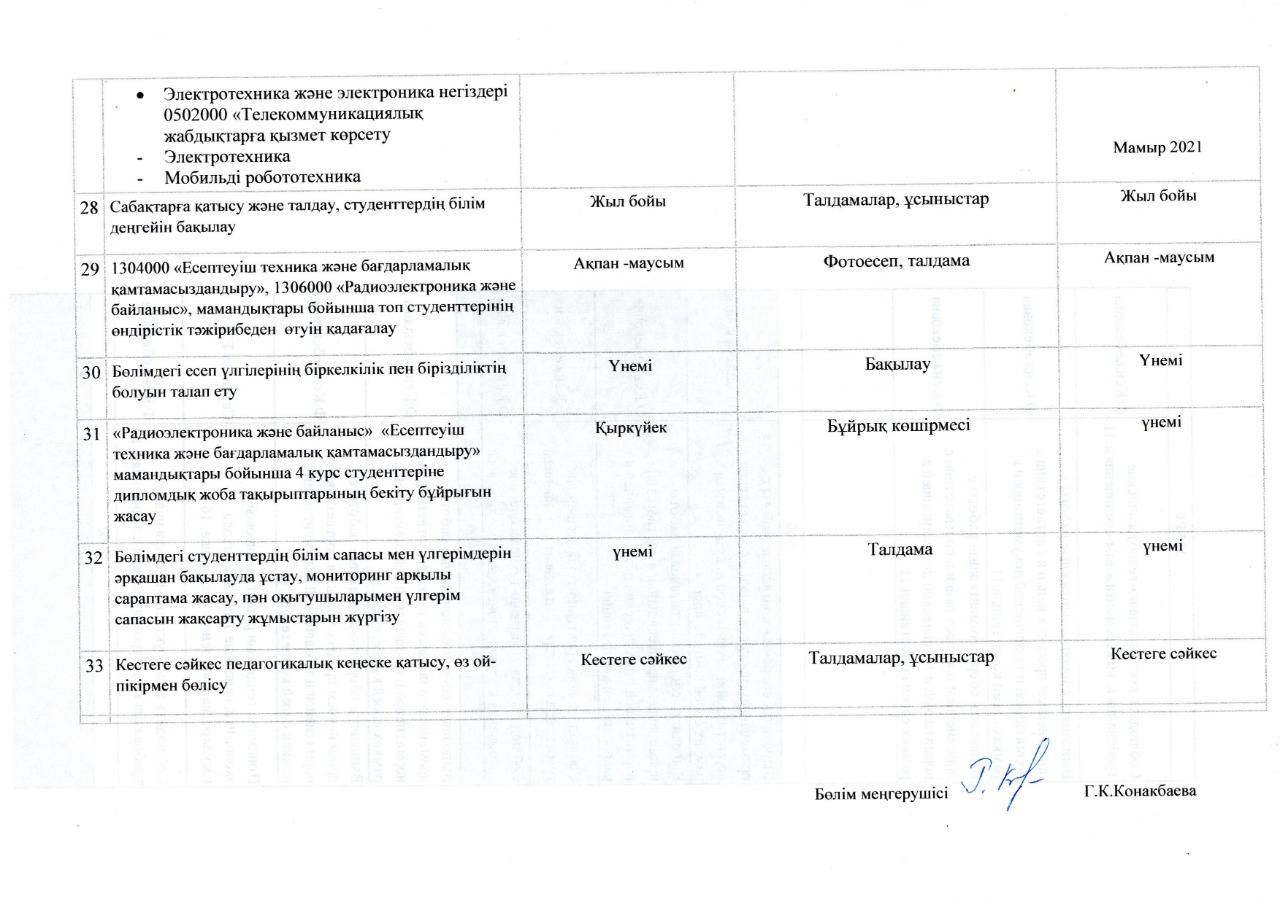 • Электротехника және электроника негіздері
0502000 «Телекоммуникациялық
жабдықтарға қызмет көрсету
- Электротехника
- Мобильді робототехника
Мамыр 2021
28 Сабақтарға қатысу және талдау, студенттердің білім
деңгейін бақылау
Жыл бойы
Талдамалар, ұсыныстар
Жыл бойы
29 1304000 «Есептеуіш техника және бағдарламалық
қамтамасыздандыру», 1306000 «Радиоэлектроника және
байланыс», мамандықтары бойынша топ студенттерінің
өндірістік тәжірибеден өтуін қадағалау
Ақпан -маусым
Фотоесеп, талдама
Ақпан -маусым
30 Бөлімдегі есеп үлгілерінің біркелкілік пен бірізділіктің
болуын талап ету
Үнемі
Бақылау
Үнемі
31 «Радиоэлектроника және байланыс» «Есептеуіш
техника және бағдарламалық қамтамасыздандыру»
мамандықтары бойынша 4 курс студенттеріне
дипломдық жоба тақырыптарының бекіту бұйрығын
жасау
Қыркүйек
Бұйрық көшірмесі
үнемі
32 Бөлімдегі студенттердің білім сапасы мен үлгерімдерін
әрқашан бақылауда ұстау, мониторинг арқылы
сараптама жасау, пән оқытушыларымен үлгерім
сапасын жақсарту жұмыстарын жүргізу
үнемі
Талдама
үнемі
33 Кестеге сәйкес педагогикалық кеңеске қатысу, өз ой-
пікірмен бөлісу
Кестеге сәйкес
Талдамалар, ұсыныстар
Кестеге сәйкес
Бөлім меңгерушісі Г.К.Конакбаева